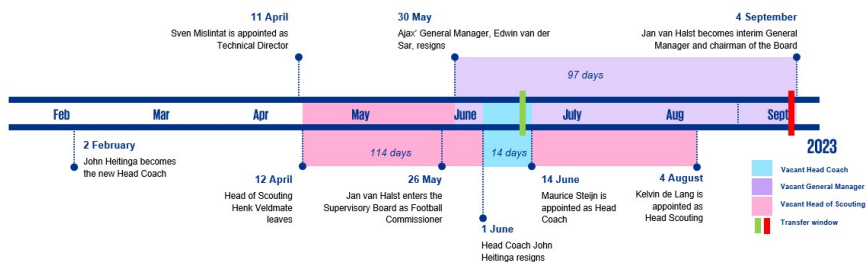 11 April
Sven Mislintat is appointed as
Technical Director
30 May
Ajax' General Manager, Edwin van der
Sar, resigns
4 September
Jan van Halst becomes interim General
Manager and chairman of the Board
97 days
Feb
Mar
Apr
May
June
July
Aug
Sept
2023
2 February
John Heitinga becomes
the new Head Coach
114 days
14 days
12 April
Head of Scouting
Henk Veldmate
leaves
26 May
Jan van Halst enters the
Supervisory Board as Football
Commissioner
1 June
Head Coach John
Heitinga resigns
14 June
Maurice Steijn is
appointed as Head
Coach
4 August
Kelvin de Lang is
appointed as
Head Scouting
Vacant Head Coach
Vacant General Manager
Vacant Head of Scouting
Transfer window